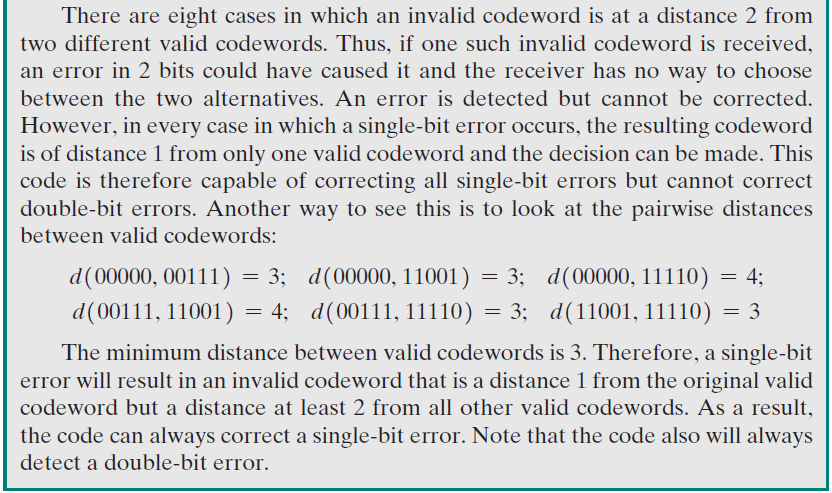 There are eight cases in which an invalid codeword is at a distance 2 from
two different valid codewords. Thus, if one such invalid codeword is received,
an error in 2 bits could have caused it and the receiver has no way to choose
between the two alternatives. An error is detected but cannot be corrected.
However, in every case in which a single-bit error occurs, the resulting codeword
is of distance 1 from only one valid codeword and the decision can be made. This
code is therefore capable of correcting all single-bit errors but cannot correct
double-bit errors. Another way to see this is to look at the pairwise distances
between valid codewords:
d(00000, 00111) = 3; d(00000, 11001) = 3; d(00000, 11110) = 4;
d(00111, 11001) = 4; d(00111, 11110) = 3; d(11001, 11110) = 3
The minimum distance between valid codewords is 3. Therefore, a single-bit
error will result in an invalid codeword that is a distance 1 from the original valid
codeword but a distance at least 2 from all other valid codewords. As a result,
the code can always correct a single-bit error. Note that the code also will always
detect a double-bit error.